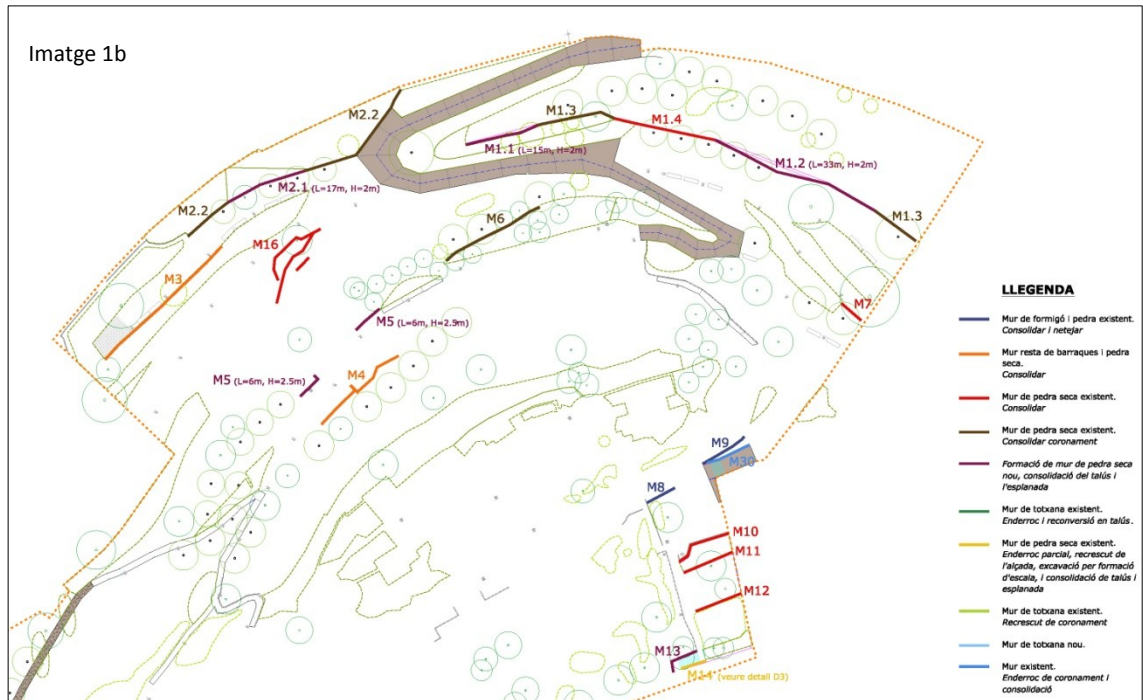 Imatge 1b
M2.2
M1.3
M1.4
M1.1 (L=15m, H=2m)
M1.2 (L=33m, H=2m)
M2.1 (L=17m, H=2m)
M2.2
M6
M1.3
M16
M3
M7
M5 (L=6m, H=2.5m)
M4
M5 (L=6m, H=2.5m)
M9
M30
M8
M10
M11
M12
M13
M14 (veure detall D3)
LLEGENDA
Mur de formigó i pedra existent.
Consolidar i netejar
Mur resta de barraques i pedra
seca.
Consolidar
Mur de pedra seca existent.
Consolidar
Mur de pedra seca existent.
Consolidar coronament
Formació de mur de pedra seca
nou, consolidació del talús i
l'esplanada
Mur de totxana existent.
Enderroc i reconversió en talús.
Mur de pedra seca existent.
Enderroc parcial, recrescut de
l'alçada, excavació per formació
d'escala, i consolidació de talús i
esplanada
Mur de totxana existent.
Recrescut de coronament
Mur de totxana nou.
Mur existent.
Enderroc de coronament i
consolidació